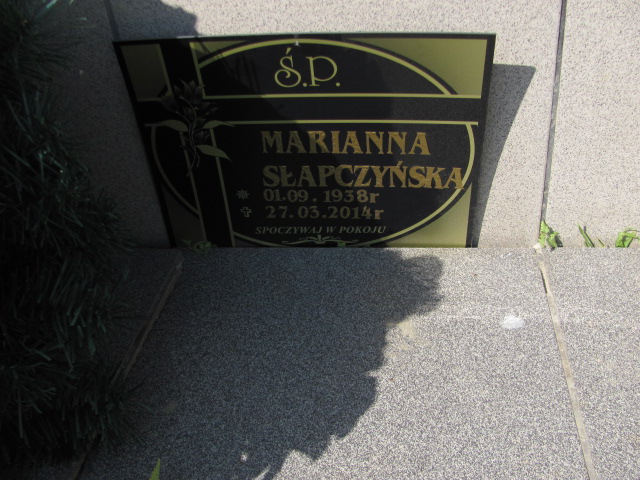 Ś.P.
MARIANNA
SŁAPCZYŃSKA
01.09.1938r
27.03.2014r
SPOCZYWAJ W POKOJU